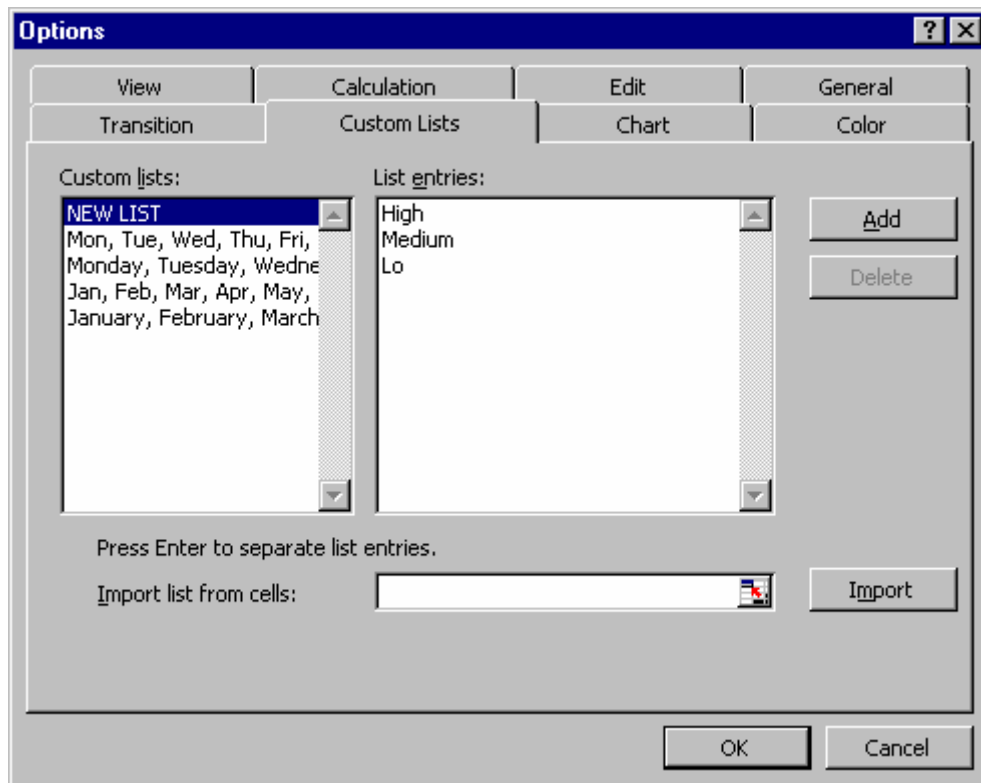 Options
View
Calculation
Edit
General
Transition
Custom Lists
Chart
Color
Custom lists:
List entries:
NEW LIST
Mon, Tue, Wed, Thu, Fri,
Monday, Tuesday, Wedne
Jan, Feb, Mar, Apr, May,
January, February, March
High
Medium
Lo
Add
Delete
Press Enter to separate list entries.
Import list from cells:
Import
OK
Cancel